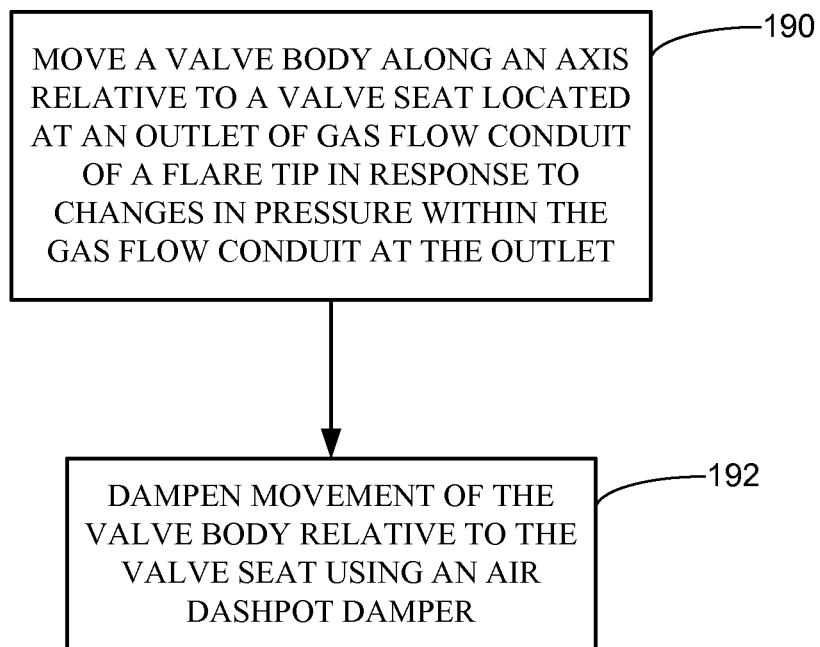 190
MOVE A VALVE BODY ALONG AN AXIS
RELATIVE TO A VALVE SEAT LOCATED
AT AN OUTLET OF GAS FLOW CONDUIT
OF A FLARE TIP IN RESPONSE TO
CHANGES IN PRESSURE WITHIN THE
GAS FLOW CONDUIT AT THE OUTLET
192
DAMPEN MOVEMENT OF THE
VALVE BODY RELATIVE TO THE
VALVE SEAT USING AN AIR
DASHPOT DAMPER